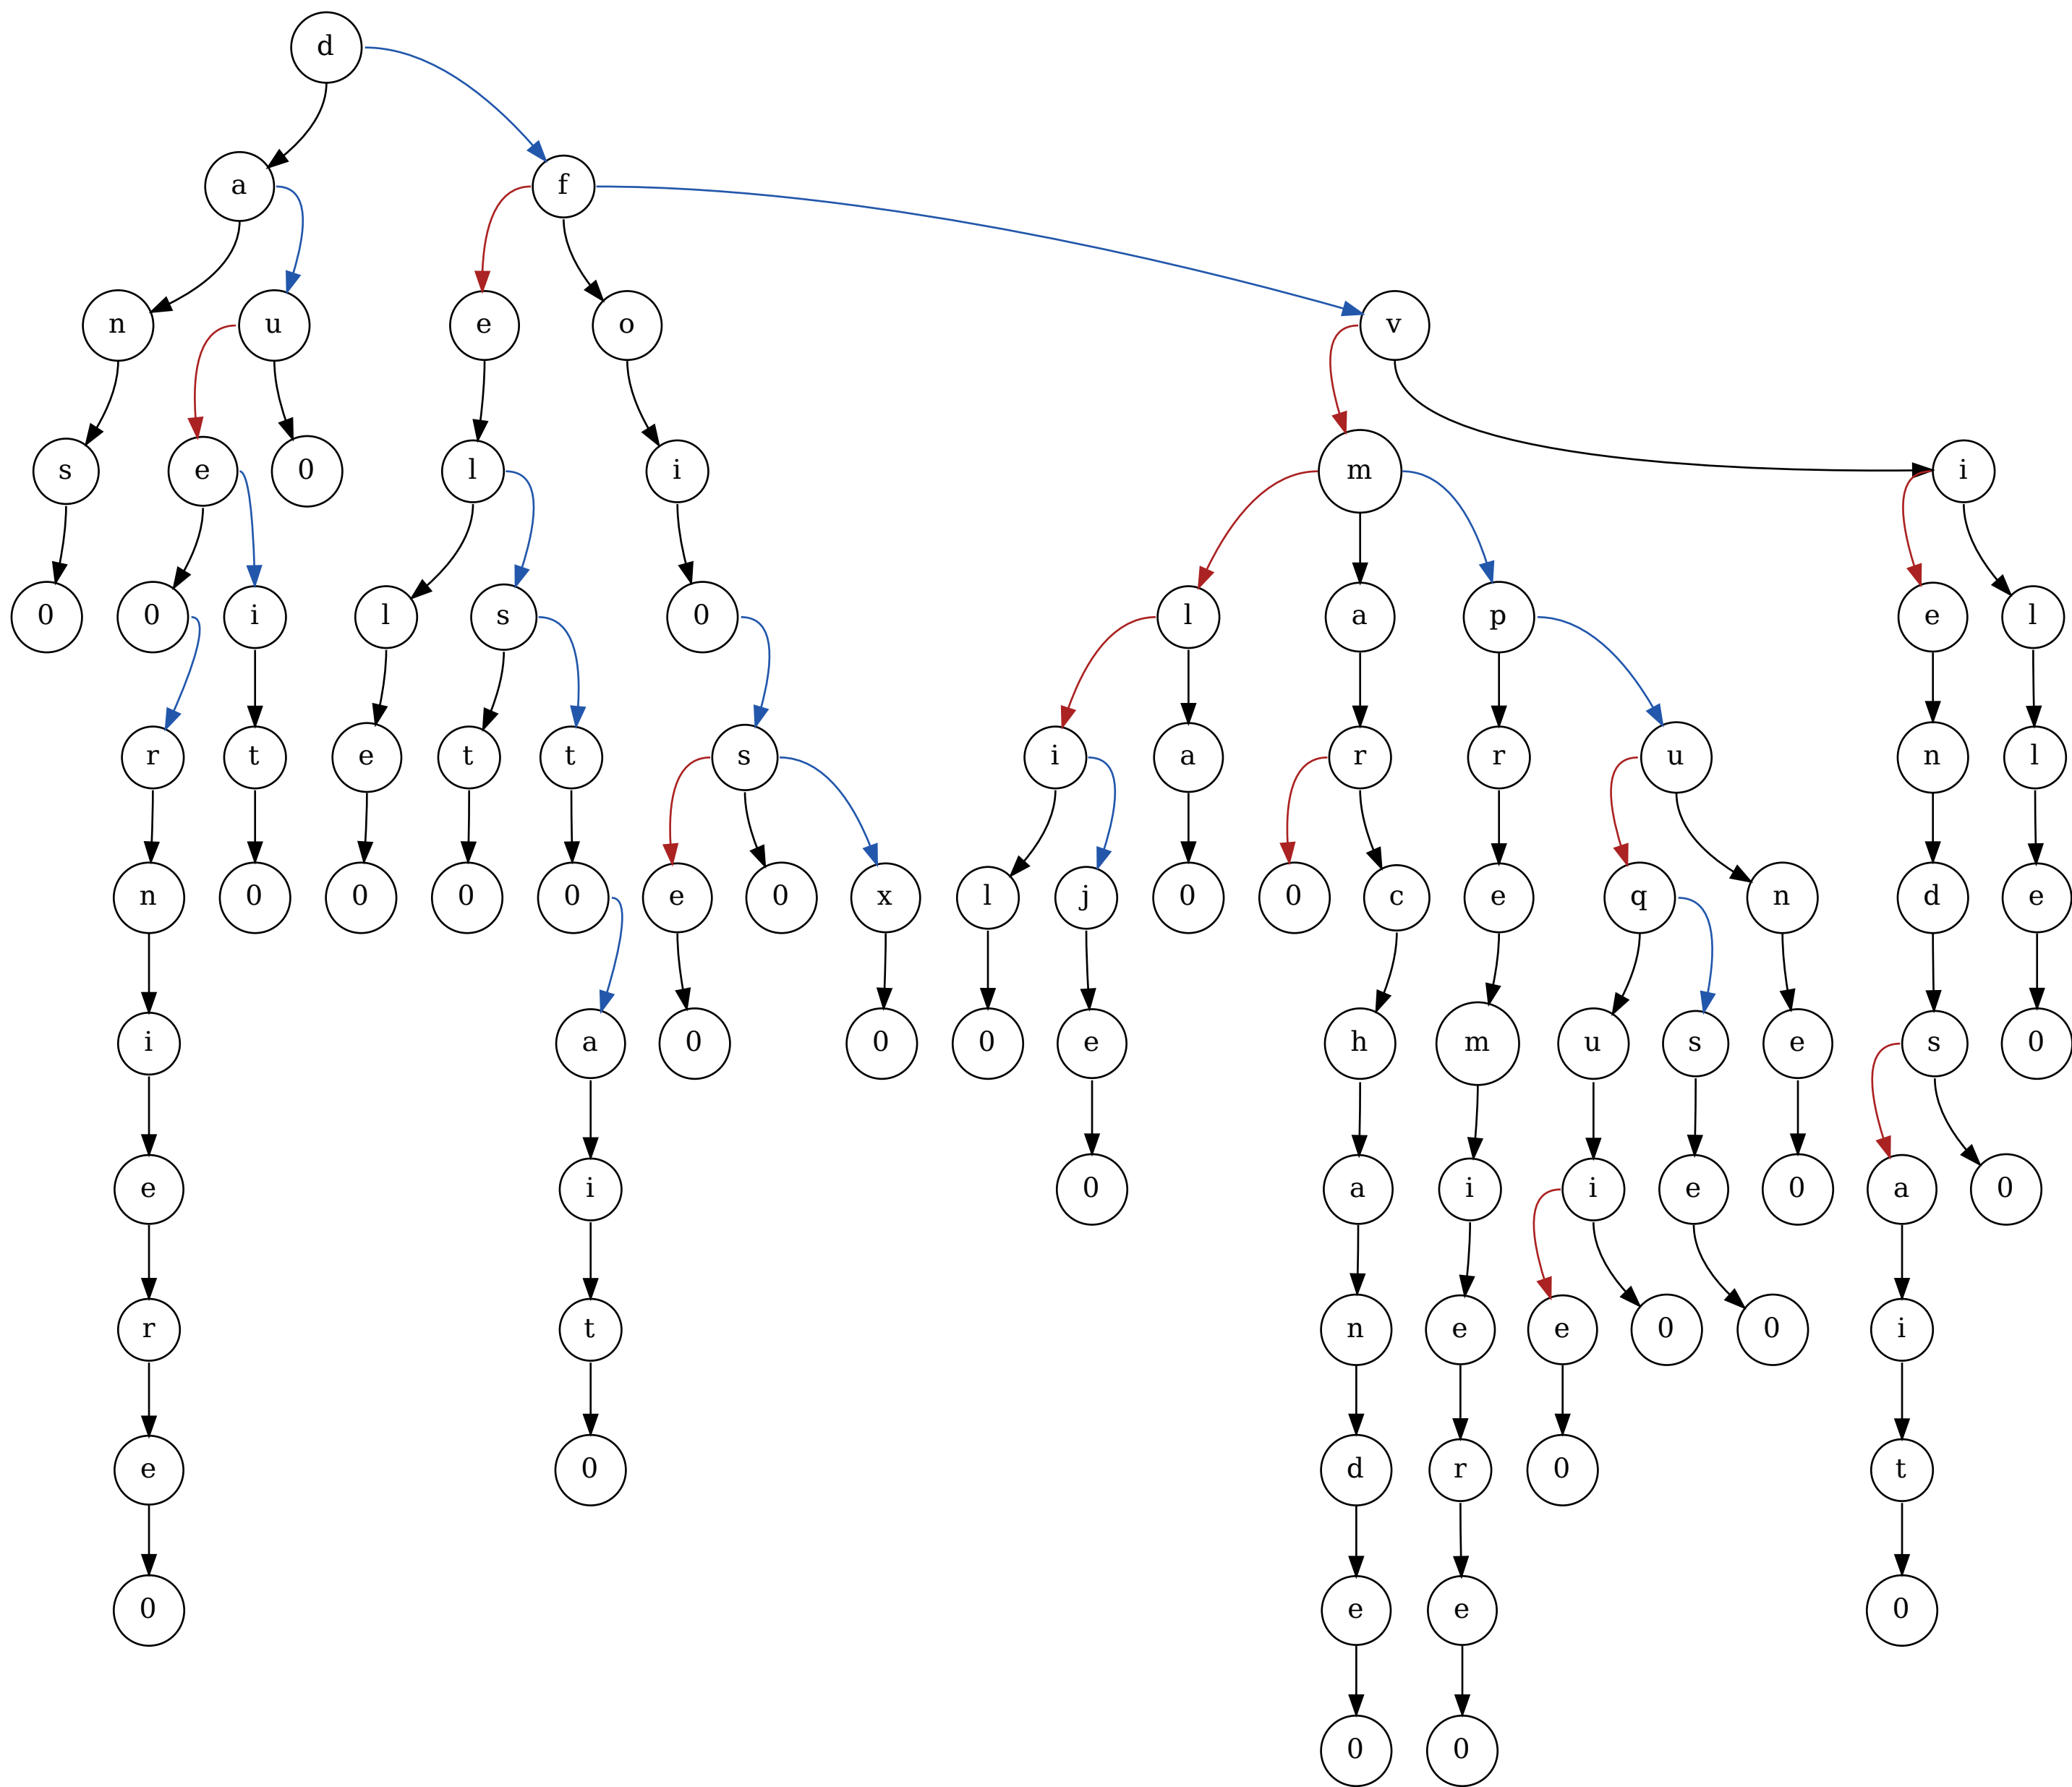 d
a f
n u e o v
s e 0 l i m i
0 0 i l s 0 l a p e l
r t e t t s i a r r u n l
n 0 0 0 0 e 0 x l j 0 0 c e q n d e
i a 0 0 0 e h m u s e s 0
e i 0 a i i e 0 a 0
r t n e e 0 0 i
e 0 d r 0 t
0 e e 0
0 0